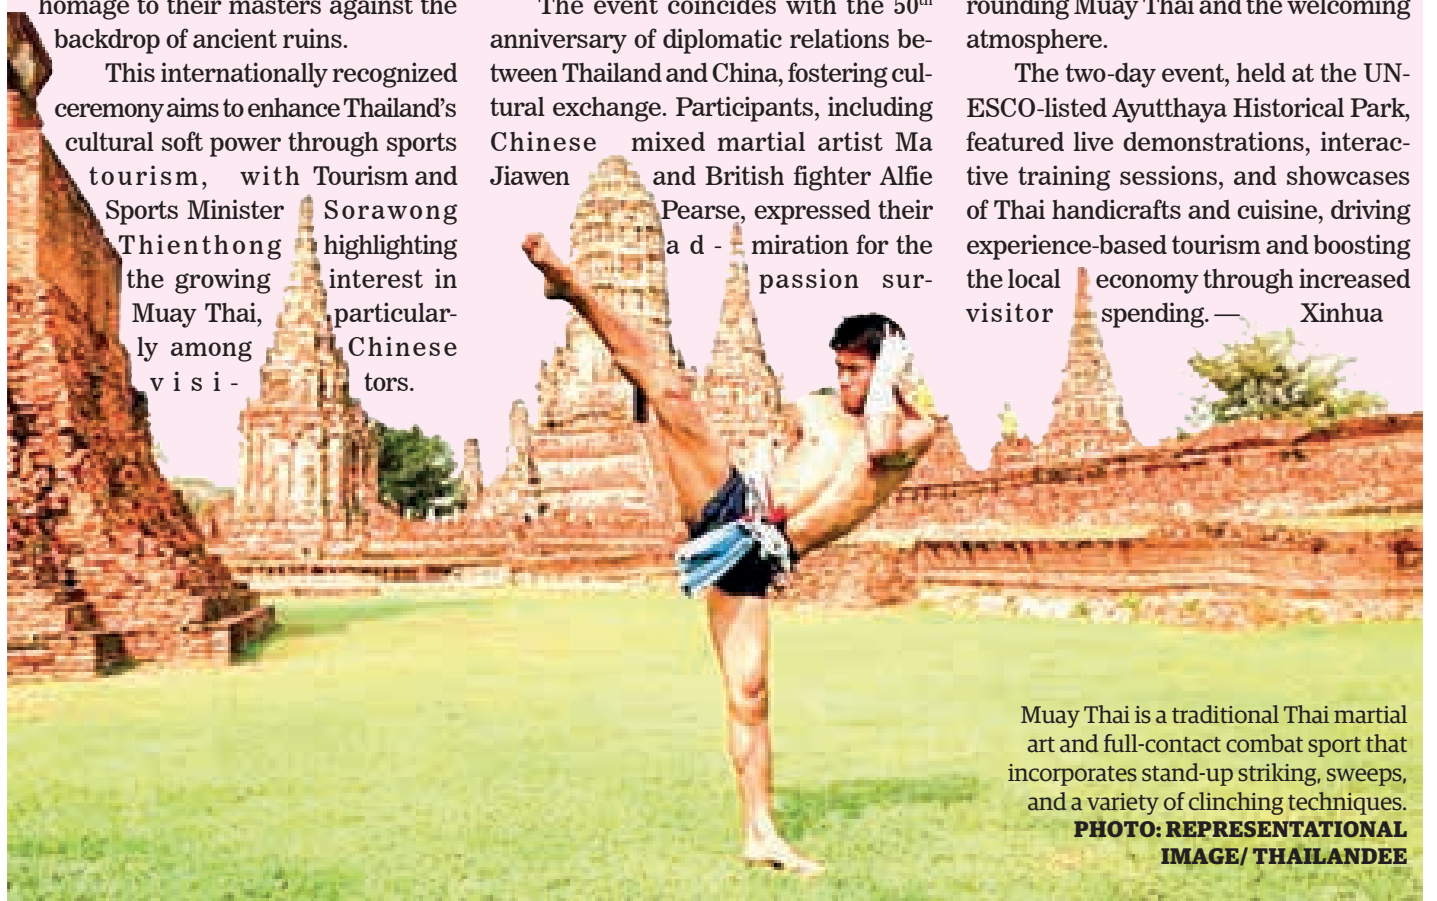 homage to their masters against the
backdrop of ancient ruins.
This internationally recognized
ceremony aims to enhance Thailand's
cultural soft power through sports
tourism, with Tourism and
Sports Minister Sorawong
Thienthong highlighting
the growing interest in
Muay Thai, particular-
ly among Chinese
visi- tors.
The event coincides with the 50th
anniversary of diplomatic relations be-
tween Thailand and China, fostering cul-
tural exchange. Participants, including
Chinese mixed martial artist Ma
Jiawen and British fighter Alfie
Pearse, expressed their
ad- miration for the
passion sur-
rounding Muay Thai and the welcoming
atmosphere.
The two-day event, held at the UN-
ESCO-listed Ayutthaya Historical Park,
featured live demonstrations, interac-
tive training sessions, and showcases
of Thai handicrafts and cuisine, driving
experience-based tourism and boosting
the local economy through increased
visitor spending. — Xinhua
Muay Thai is a traditional Thai martial
art and full-contact combat sport that
incorporates stand-up striking, sweeps,
and a variety of clinching techniques.
PHOTO: REPRESENTATIONAL
IMAGE/ THAILANDEE